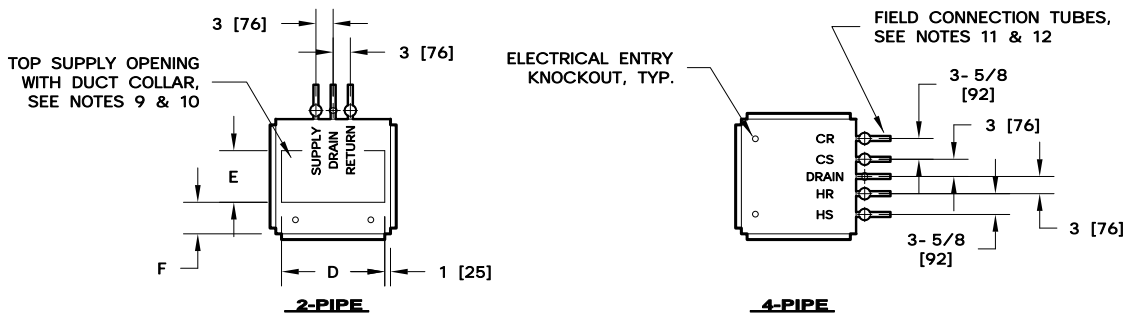 3 [76]
3 [76]
TOP SUPPLY OPENING
WITH DUCT COLLAR,
SEE NOTES 9 & 10
SUPPLY
DRAIN
RETURN
E
F
D
1 [25]
2-PIPE
FIELD CONNECTION TUBES,
SEE NOTES 11 & 12
ELECTRICAL ENTRY
KNOCKOUT, TYP.
3- 5/8
[92]
3 [76]
CR
CS
DRAIN
HR
HS
3 [76]
3- 5/8
[92]
4-PIPE